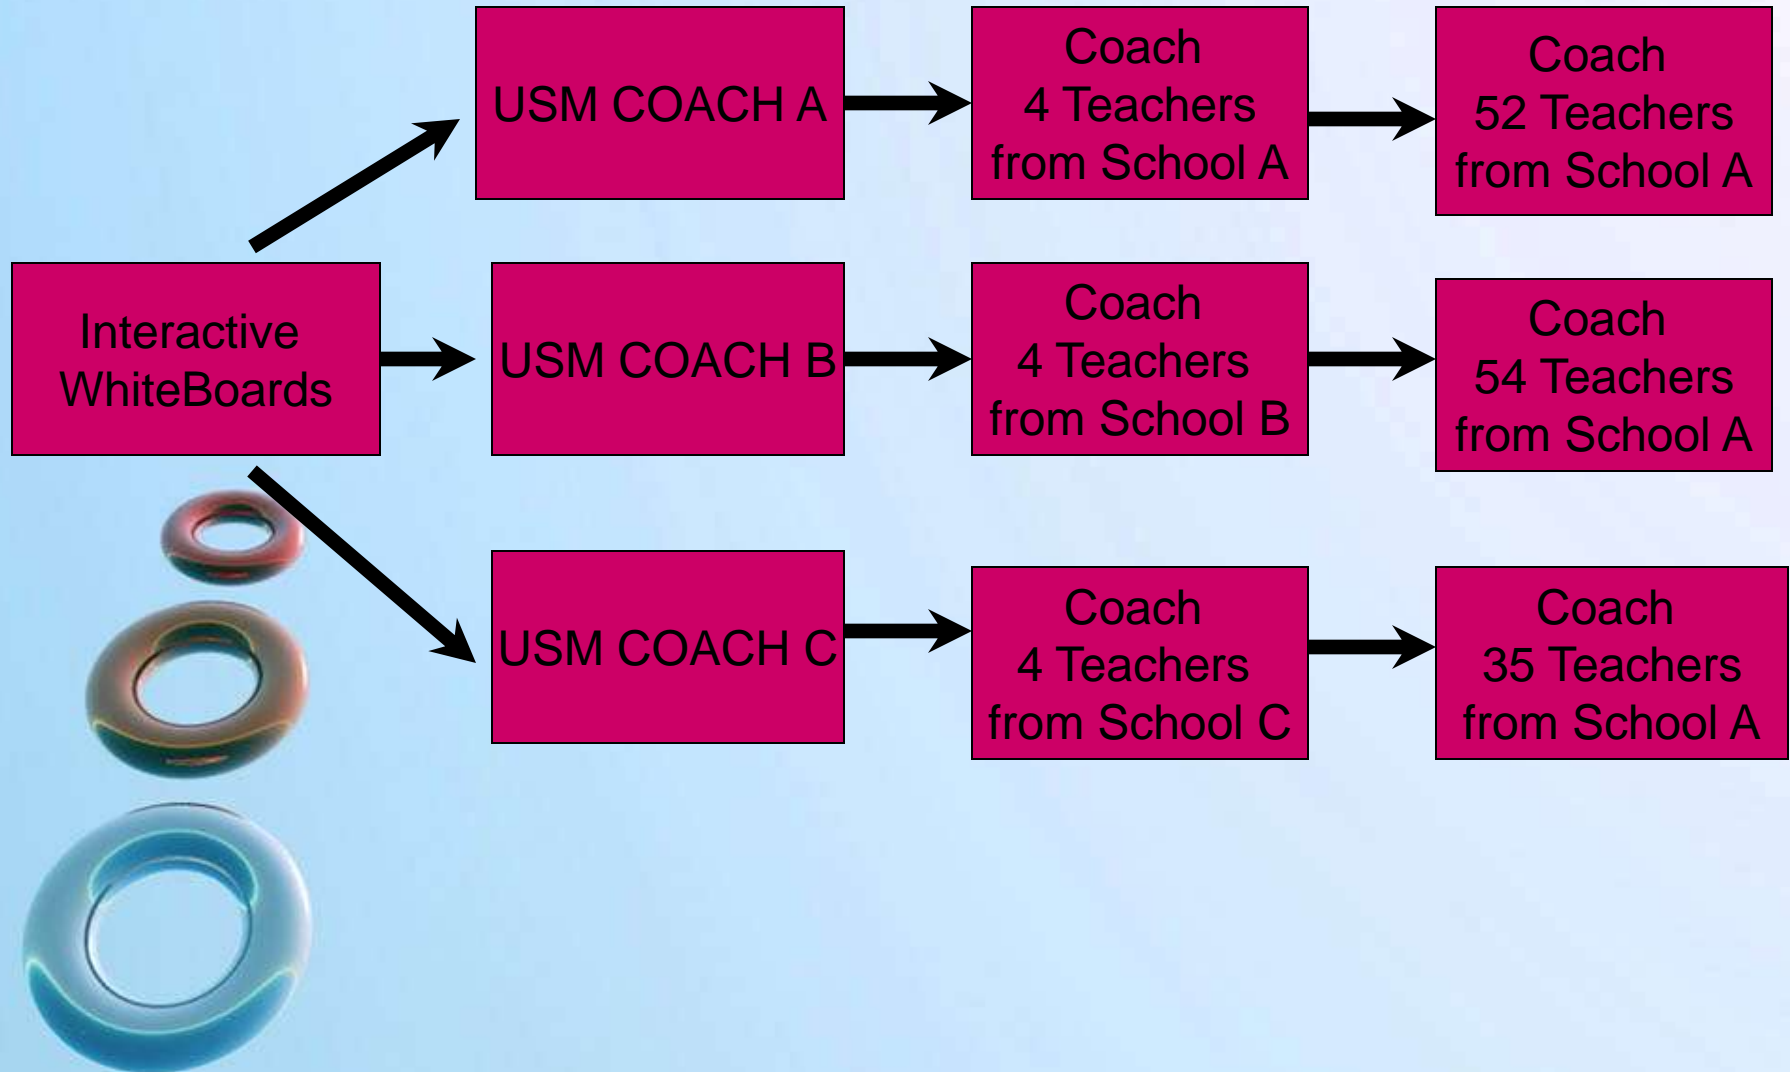 USM COACH A
Coach
4 Teachers
from School A
Coach
52 Teachers
from School A
Interactive
WhiteBoards
USM COACH B
Coach
4 Teachers
from School B
Coach
54 Teachers
from School A
USM COACH C
Coach
4 Teachers
from School C
Coach
35 Teachers
from School A